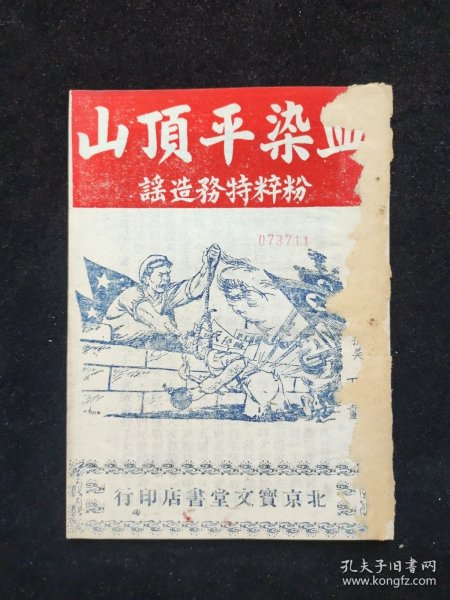 血染平頂山
粉粹特務造謠
073711
北京寶文堂書店印行
孔夫子旧书网
www.kongfz.com